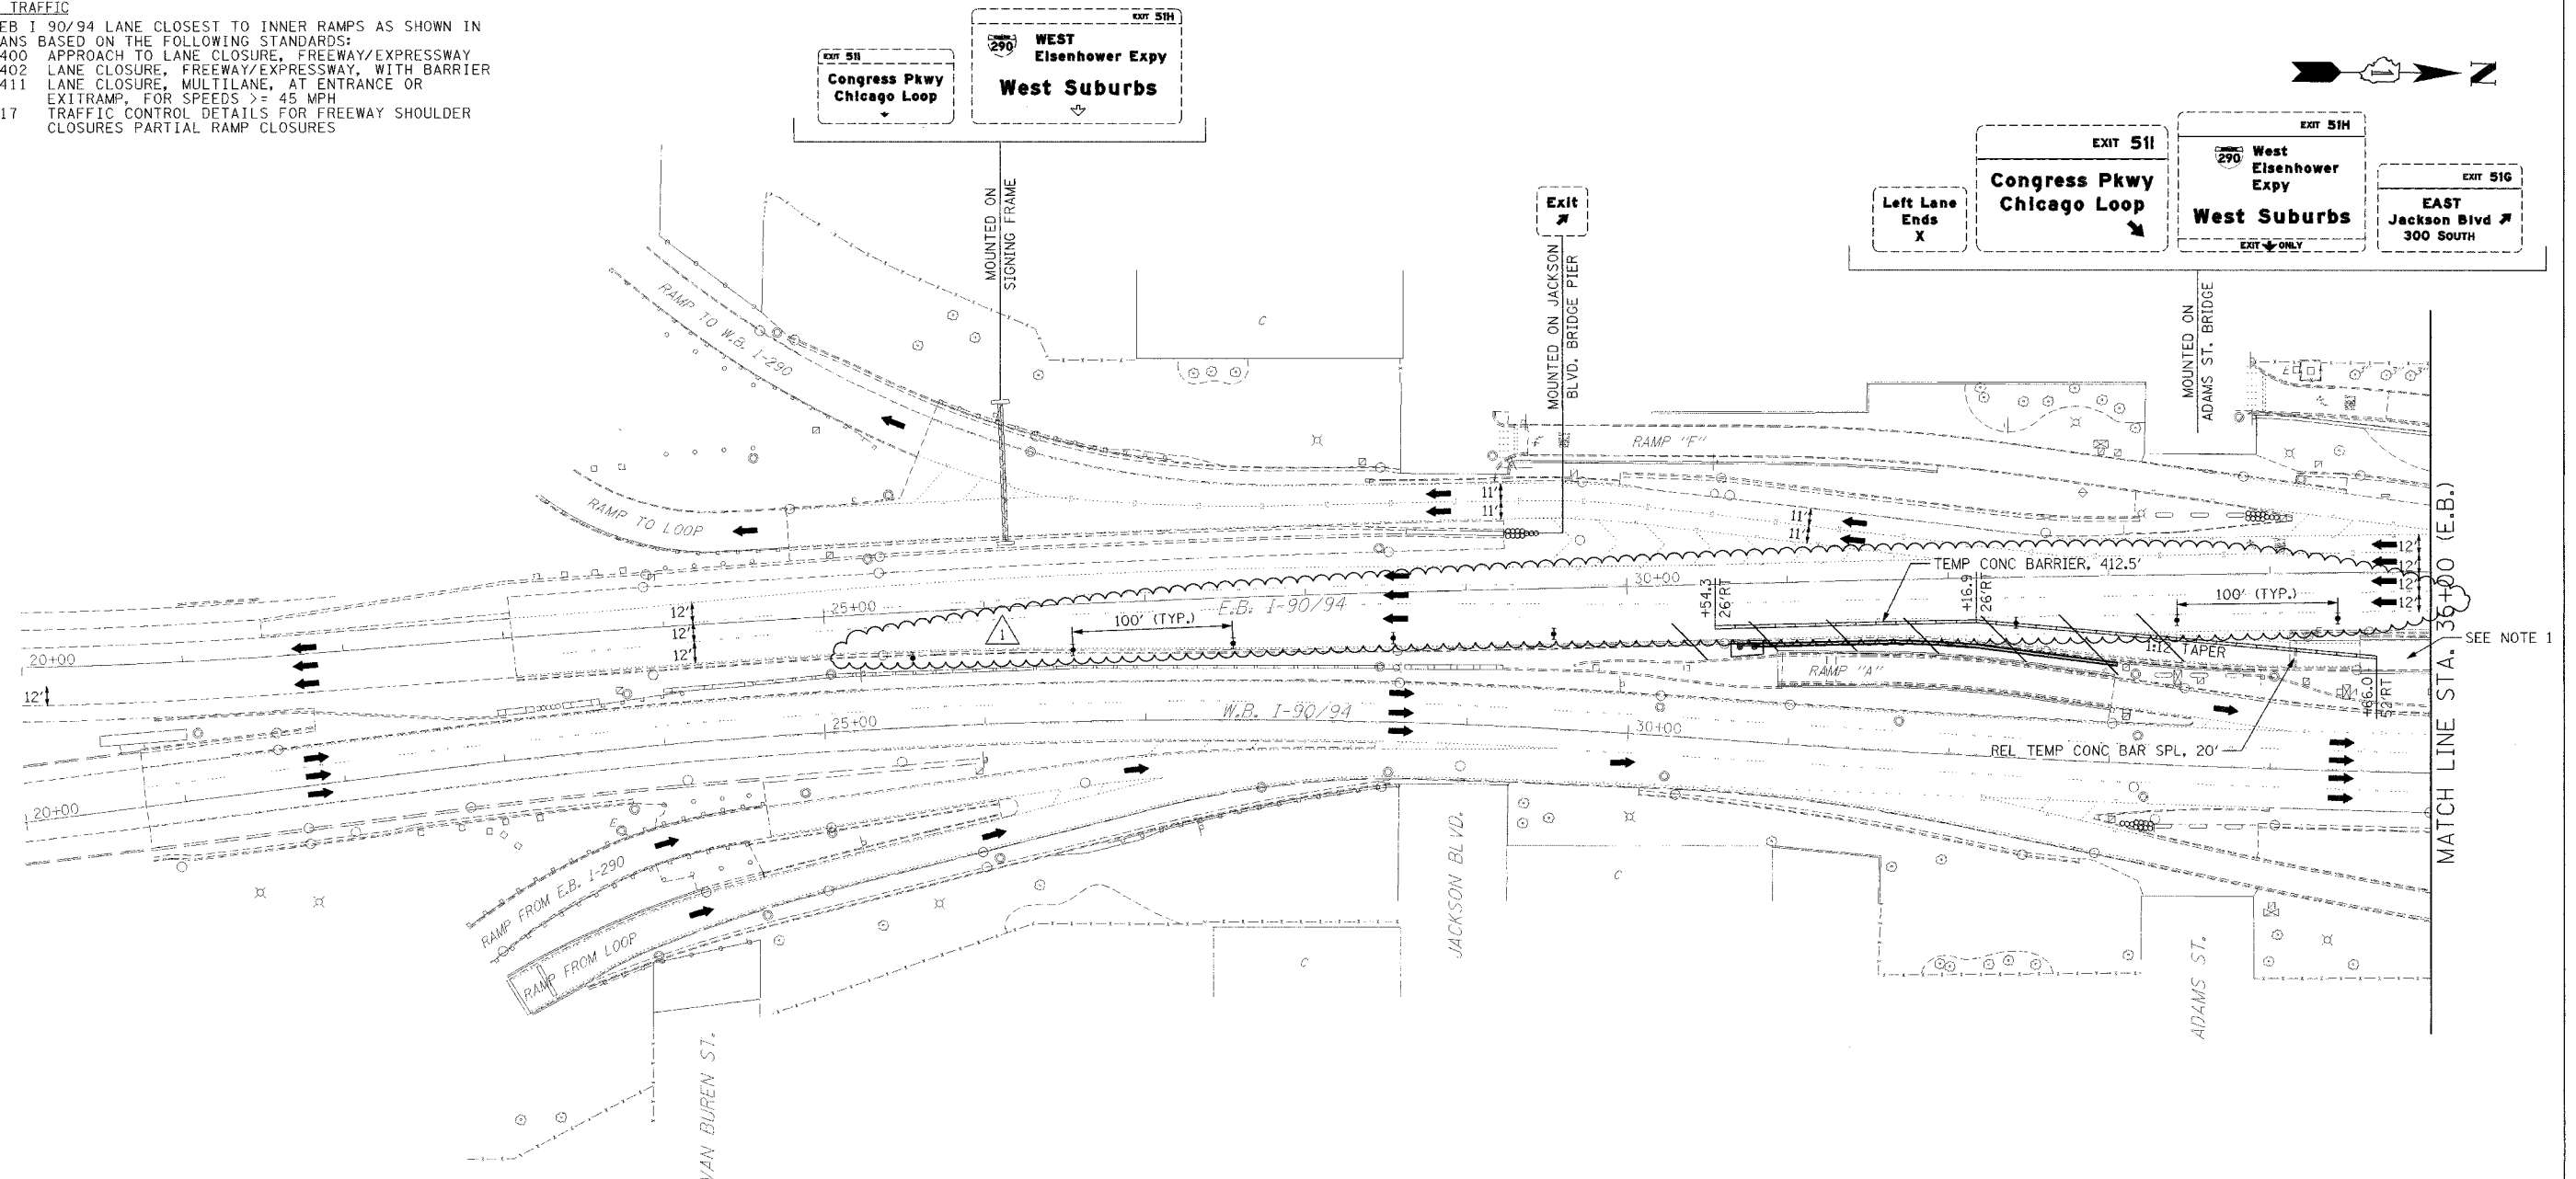 TRAFFIC
EB I 90/94 LANE CLOSEST TO INNER RAMPS AS SHOWN IN
ANS BASED ON THE FOLLOWING STANDARDS:
400 APPROACH TO LANE CLOSURE, FREEWAY/EXPRESSWAY
402 LANE CLOSURE, FREEWAY/EXPRESSWAY, WITH BARRIER
411 LANE CLOSURE, MULTILANE, AT ENTRANCE OR
EXITRAMP, FOR SPEEDS >= 45 MPH
17 TRAFFIC CONTROL DETAILS FOR FREEWAY SHOULDER
CLOSURES PARTIAL RAMP CLOSURES
EXIT 51I
Congress Pkwy
Chicago Loop
EXIT 51H
290
WEST
Eisenhower Expy
West Suburbs
MOUNTED ON
SIGNING FRAME
Exit
MOUNTED ON JACKSON
BLVD. BRIDGE PIER
Left Lane
Ends
X
EXIT 51I
Congress Pkwy
Chicago Loop
EXIT 51H
290
West
Eisenhower
Expy
West Suburbs
EXIT ONLY
EXIT 51G
EAST
Jackson Blvd
300 SOUTH
MOUNTED ON
ADAMS ST. BRIDGE
N
RAMP TO W.B. I-290
RAMP TO LOOP
C
RAMP "F"
11'
11'
11'
11'
12'
12'
12'
12'
TEMP CONC BARRIER, 412.5'
30+00
+54.3
26'RT
+16.9
26'RT
100' (TYP.)
25+00
E.B. I-90/94
1
100' (TYP.)
12'
12'
12'
20+00
12'
1:12 TAPER
RAMP "A"
SEE NOTE 1
+66.0
52'RT
REL TEMP CONC BAR SPL, 20'
MATCH LINE STA. 36+00 (E.B.)
25+00
W.B. I-90/94
30+00
20+00
RAMP FROM E.B. I-290
RAMP FROM LOOP
C
C
VAN BUREN ST.
JACKSON BLVD.
ADAMS ST.